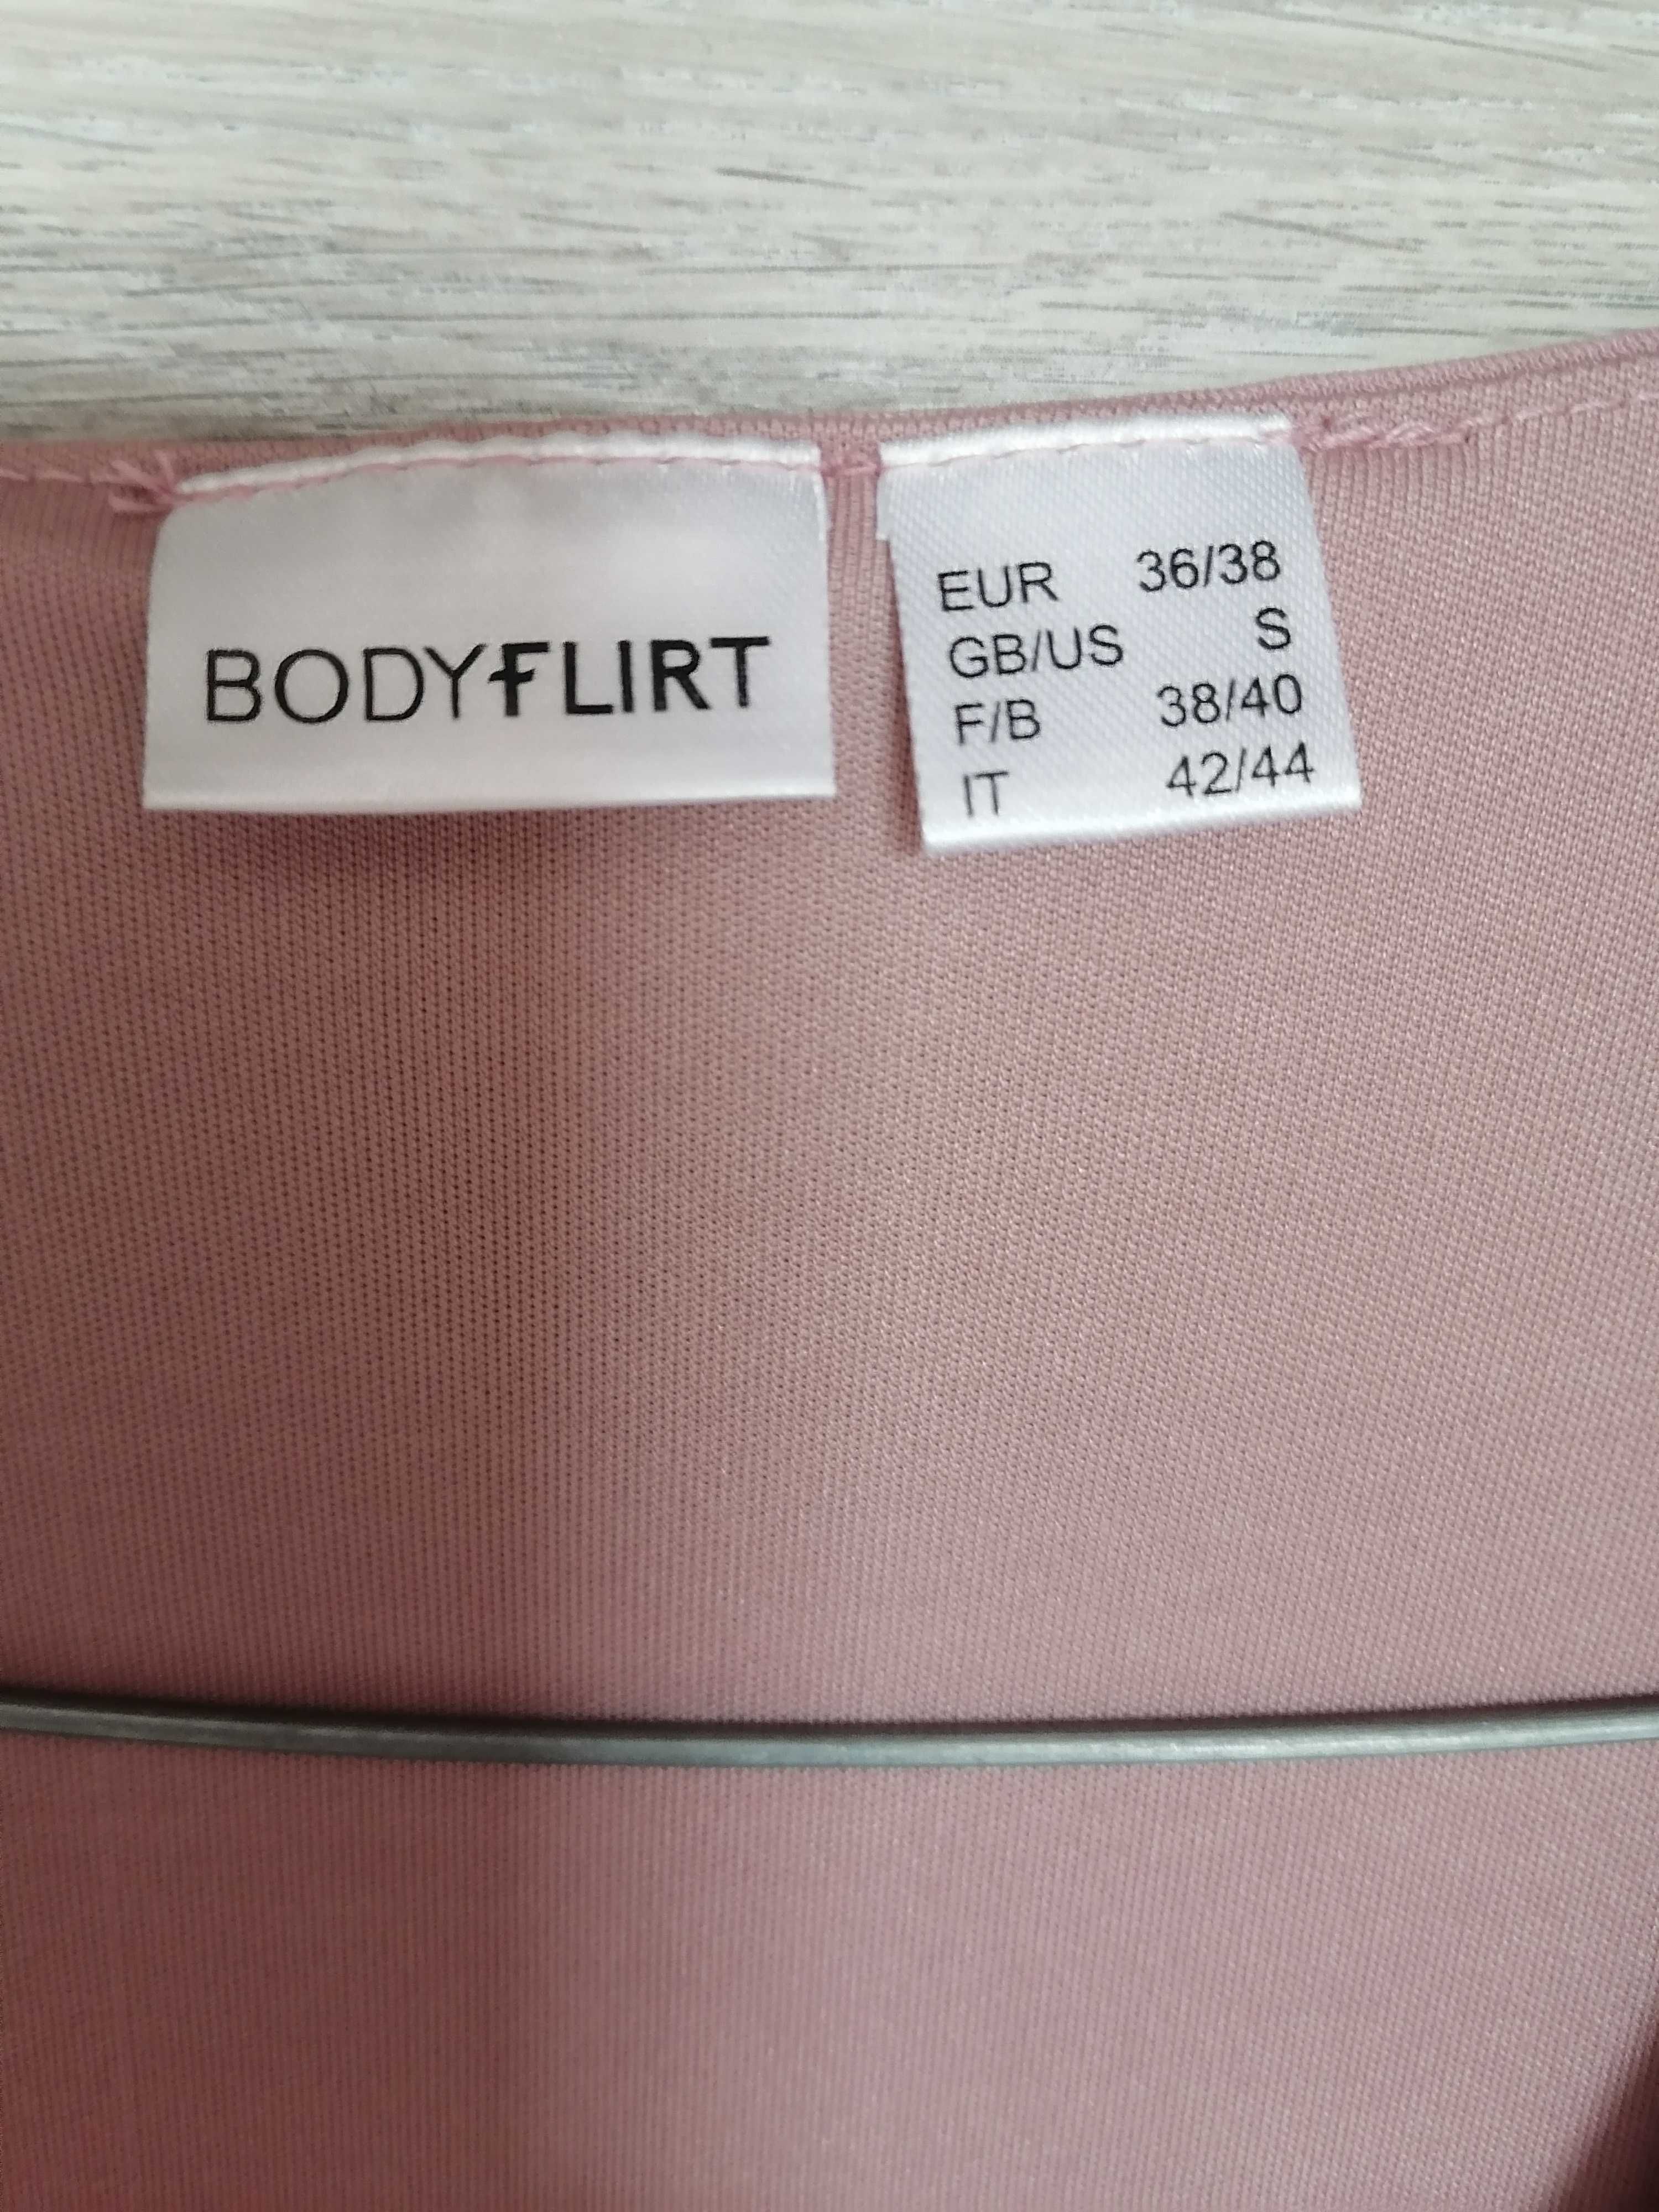 BODYFLIRT
EUR 36/38
GB/US S
F/B 38/40
IT 42/44